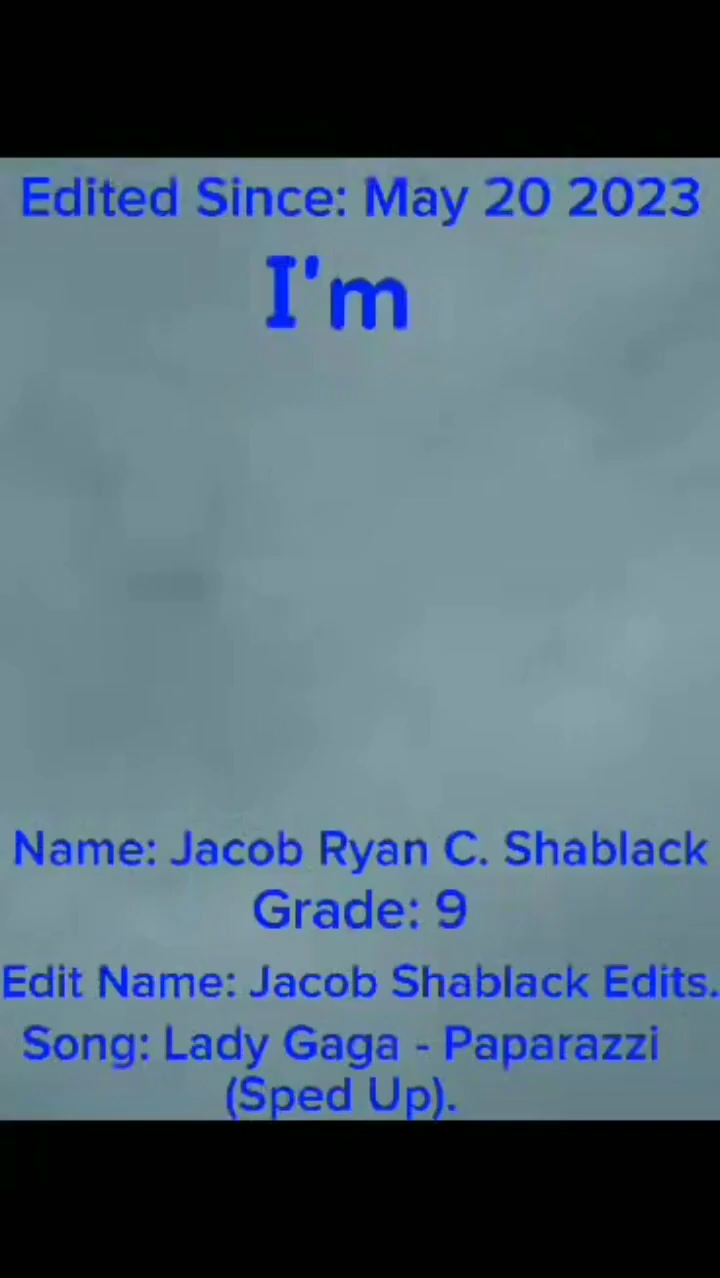 Edited Since: May 20 2023
I'm
Name: Jacob Ryan C. Shablack
Grade: 9
Edit Name: Jacob Shablack Edits.
Song: Lady Gaga - Paparazzi
(Sped Up).